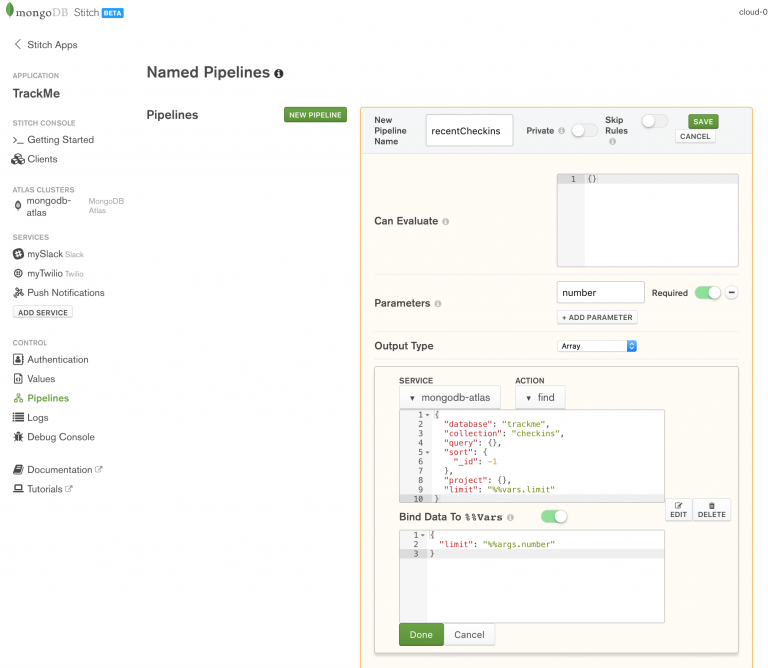 mongoDB Stitch BETA
cloud-0
Stitch Apps
APPLICATION
TrackMe
STITCH CONSOLE
Getting Started
Clients
ATLAS CLUSTERS
mongodb-
atlas
MongoDB
Atlas
SERVICES
mySlack Slack
myTwilio Twilio
Push Notifications
ADD SERVICE
CONTROL
Authentication
Values
Pipelines
Logs
Debug Console
Documentation
Tutorials
Named Pipelines
Pipelines
NEW PIPELINE
New
Pipeline
Name
recentCheckins
Private
Skip
Rules
SAVE
CANCEL
Can Evaluate
1 {}
Parameters
number
Required
+ ADD PARAMETER
Output Type
Array
SERVICE
ACTION
mongodb-atlas
find
1 {
2 "database": "trackme",
3 "collection": "checkins",
4 "query": {},
5 "sort": {
6 "_id": -1
7 },
8 "project": {},
9 "limit": "%%vars.limit"
10 }
EDIT
DELETE
Bind Data To %%Vars
1 {
2 "limit": "%%args.number"
3 }
Done
Cancel